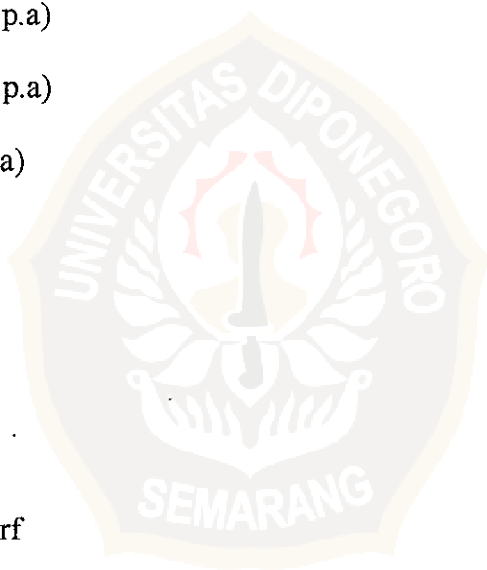 p.a)
p.a)
a)
UNIVERSITAS DIPONEGORO
SEMARANG
rf